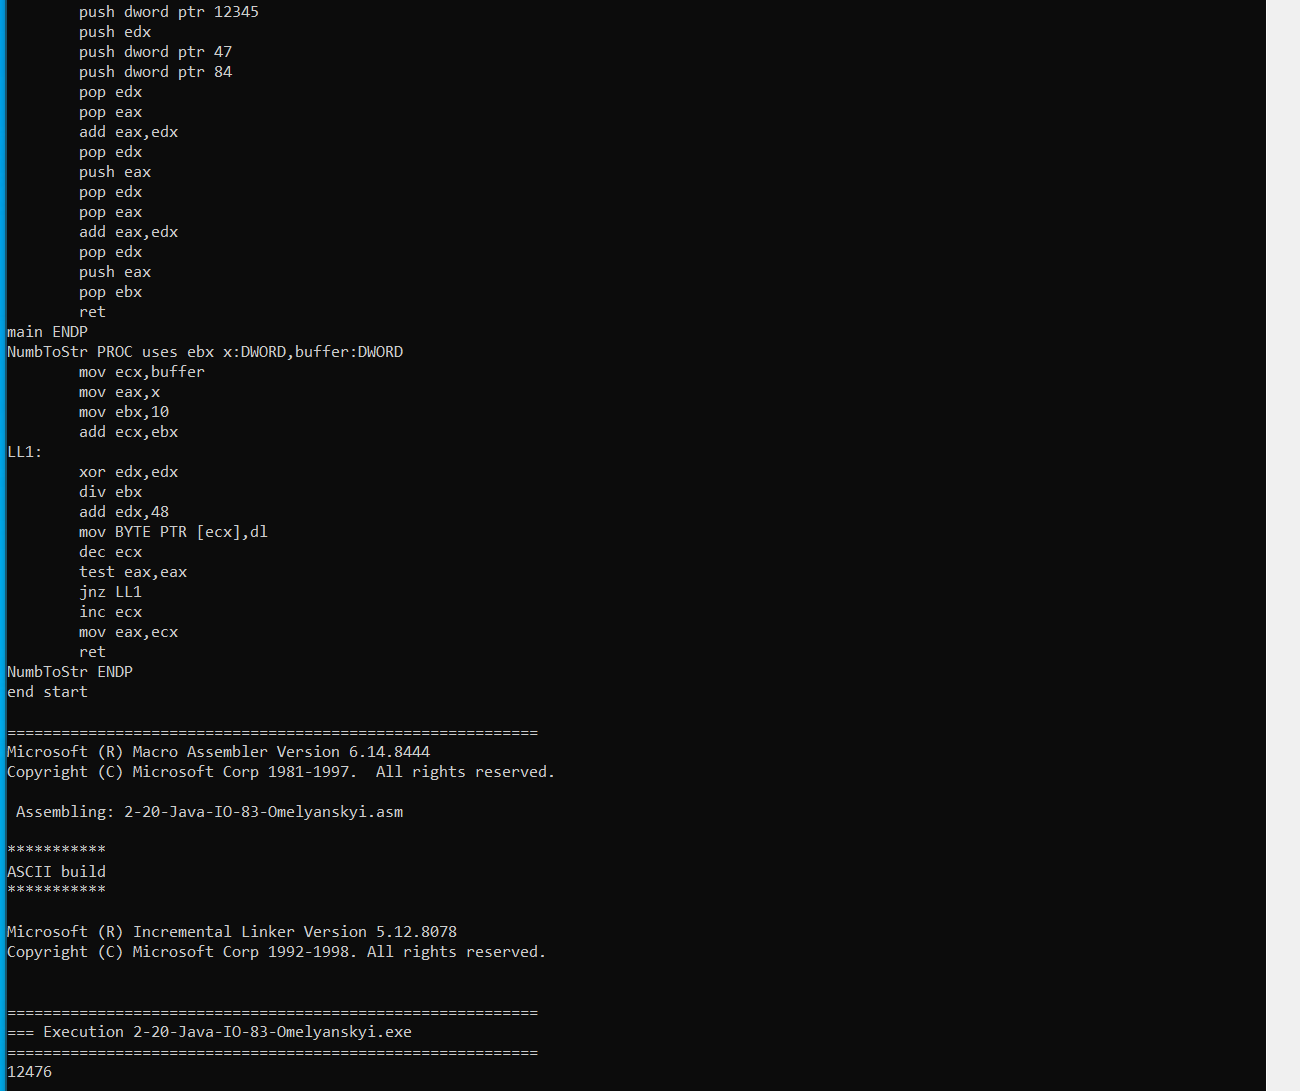 push dword ptr 12345
push edx
push dword ptr 47
push dword ptr 84
pop edx
pop eax
add eax,edx
pop edx
push eax
pop edx
pop eax
add eax,edx
pop edx
push eax
pop ebx
ret
main ENDP
NumbToStr PROC uses ebx x:DWORD,buffer:DWORD
mov ecx,buffer
mov eax,x
mov ebx,10
add ecx,ebx
LL1:
xor edx,edx
div ebx
add edx,48
mov BYTE PTR [ecx],dl
dec ecx
test eax,eax
jnz LL1
inc ecx
mov eax,ecx
ret
NumbToStr ENDP
end start
===========================================================
Microsoft (R) Macro Assembler Version 6.14.8444
Copyright (C) Microsoft Corp 1981-1997.  All rights reserved.
Assembling: 2-20-Java-IO-83-Omelyanskyi.asm
***********
ASCII build
***********
Microsoft (R) Incremental Linker Version 5.12.8078
Copyright (C) Microsoft Corp 1992-1998. All rights reserved.
===========================================================
=== Execution 2-20-Java-IO-83-Omelyanskyi.exe
===========================================================
12476